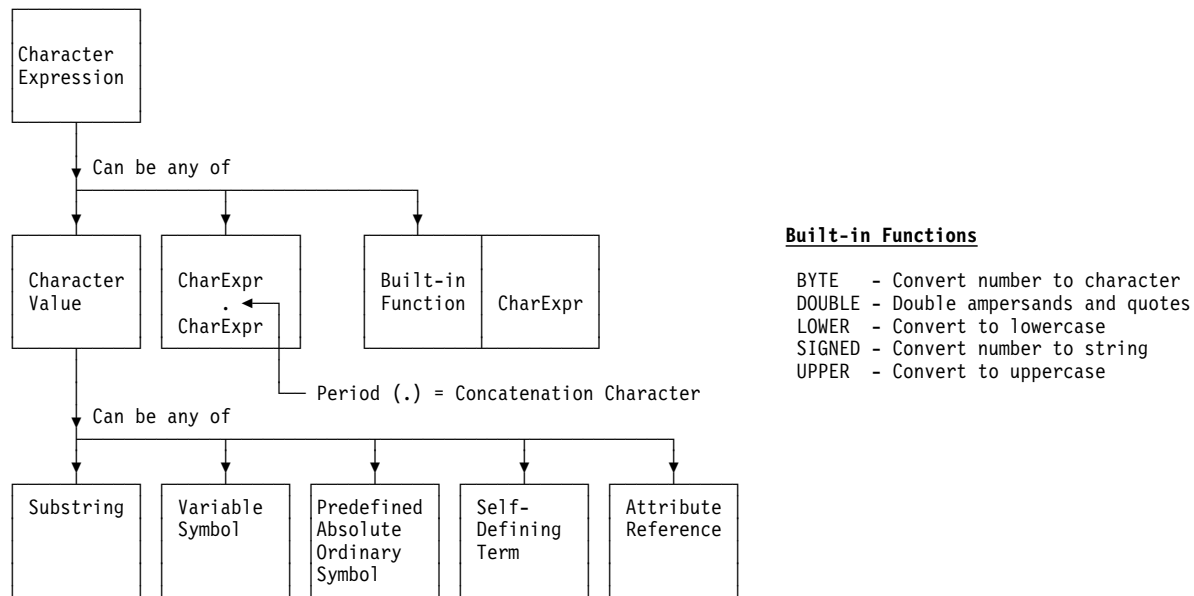 Character
Expression
Can be any of
Character
Value
CharExpr
.
CharExpr
Built-in
Function
CharExpr
Period (.) = Concatenation Character
Can be any of
Substring
Variable
Symbol
Predefined
Absolute
Ordinary
Symbol
Self-
Defining
Term
Attribute
Reference
Built-in Functions
BYTE - Convert number to character
DOUBLE - Double ampersands and quotes
LOWER - Convert to lowercase
SIGNED - Convert number to string
UPPER - Convert to uppercase